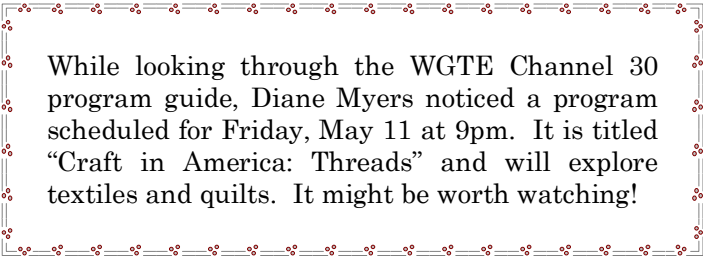 While looking through the WGTE Channel 30
program guide, Diane Myers noticed a program
scheduled for Friday, May 11 at 9pm.  It is titled
“Craft in America: Threads” and will explore
textiles and quilts.  It might be worth watching!